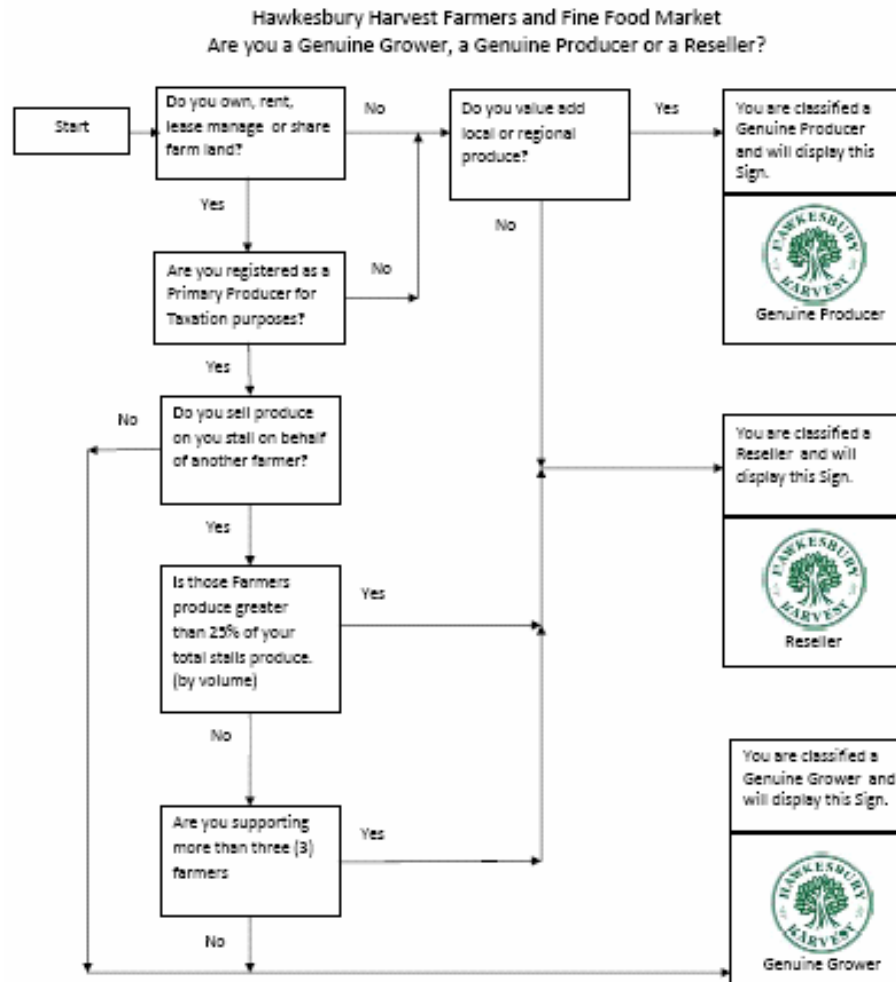 Hawkesbury Harvest Farmers and Fine Food Market
Are you a Genuine Grower, a Genuine Producer or a Reseller?
Start
Do you own, rent,
lease manage or share
farm land?
No
Do you value add
local or regional
produce?
Yes
You are classified a
Genuine Producer
and will display this
Sign.
HAWKESBURY
HARVEST
Genuine Producer
Yes
No
Are you registered as a
Primary Producer for
Taxation purposes?
No
Yes
No
Do you sell produce
on you stall on behalf
of another farmer?
You are classified a
Reseller and will
display this Sign.
HAWKESBURY
HARVEST
Reseller
Yes
Is those Farmers
produce greater
than 25% of your
total stalls produce.
(by volume)
Yes
No
Are you supporting
more than three (3)
farmers
Yes
You are classified a
Genuine Grower and
will display this Sign.
HAWKESBURY
HARVEST
Genuine Grower
No